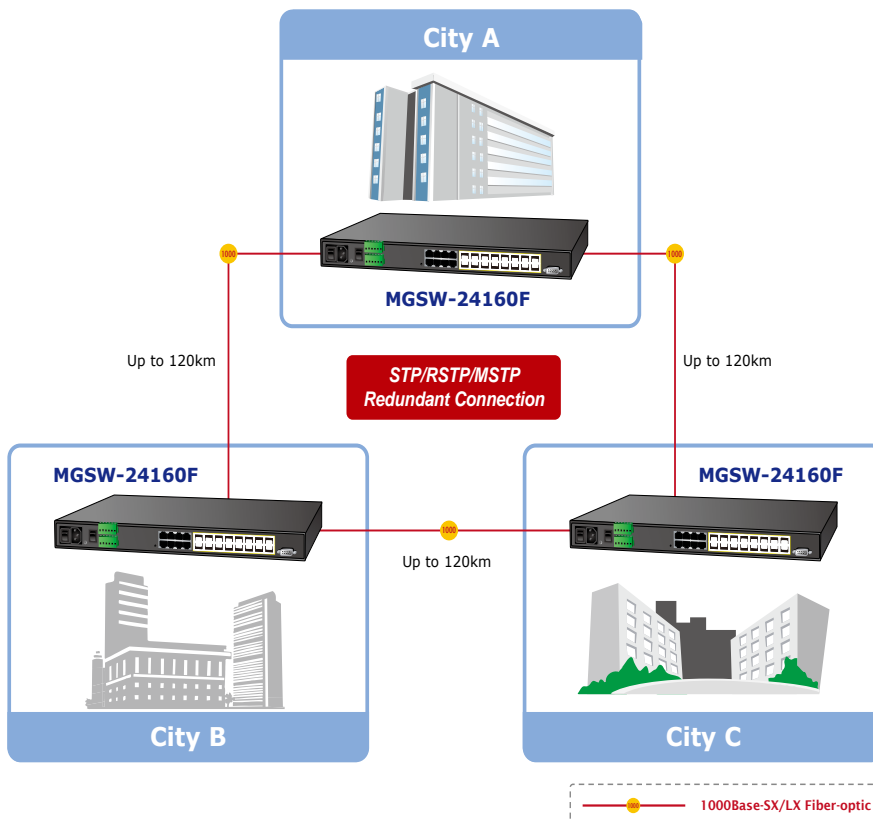 City A
1000
1000
MGSW-24160F
Up to 120km
Up to 120km
STP/RSTP/MSTP
Redundant Connection
MGSW-24160F
MGSW-24160F
1000
Up to 120km
City B
City C
1000
1000Base-SX/LX Fiber-optic